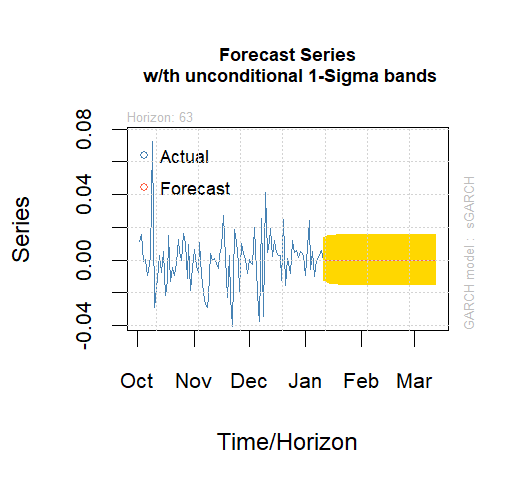 Forecast Series
w/th unconditional 1-Sigma bands
Horizon: 63
Actual
Forecast
Series
0.08
0.04
0.00
-0.04
GARCH model : sGARCH
Oct Nov Dec Jan Feb Mar
Time/Horizon